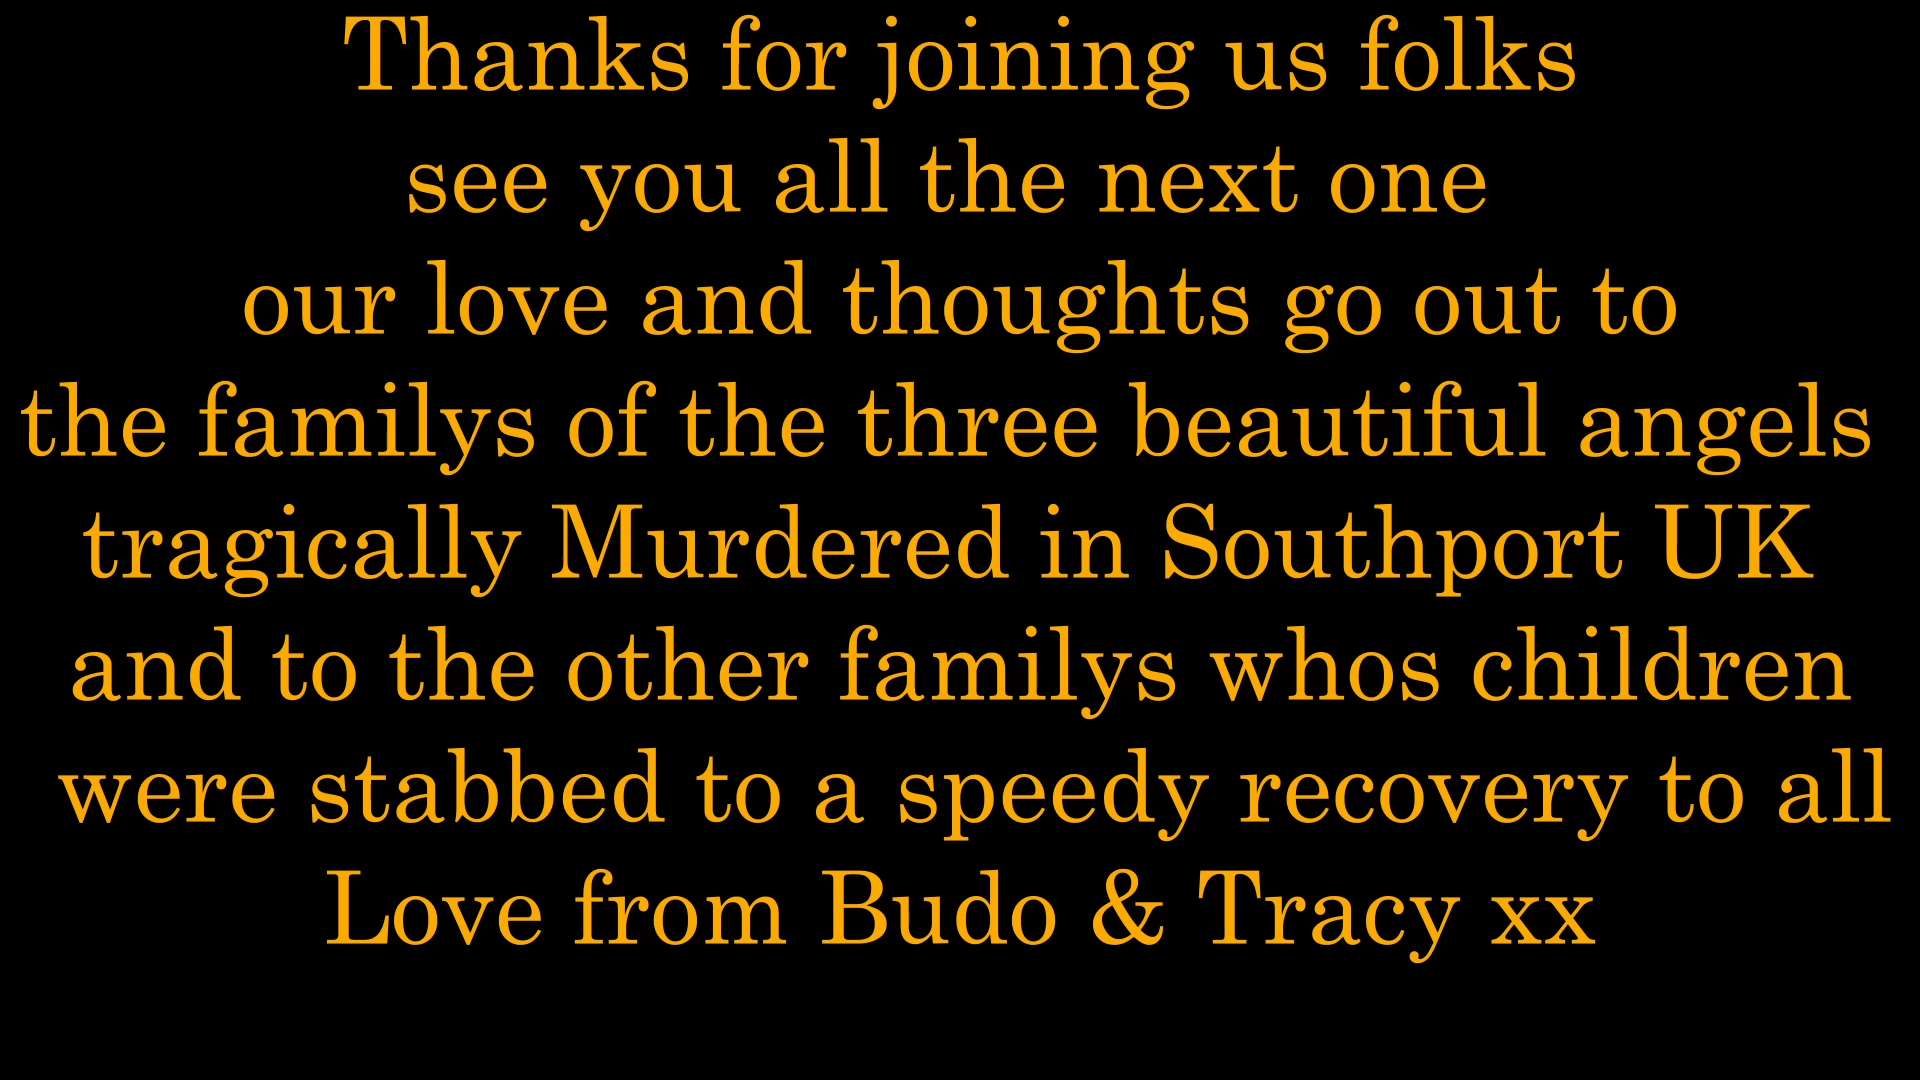 Thanks for joining us folks
see you all the next one
our love and thoughts go out to
the familys of the three beautiful angels
tragically Murdered in Southport UK
and to the other familys whos children
were stabbed to a speedy recovery to all
Love from Budo & Tracy xx